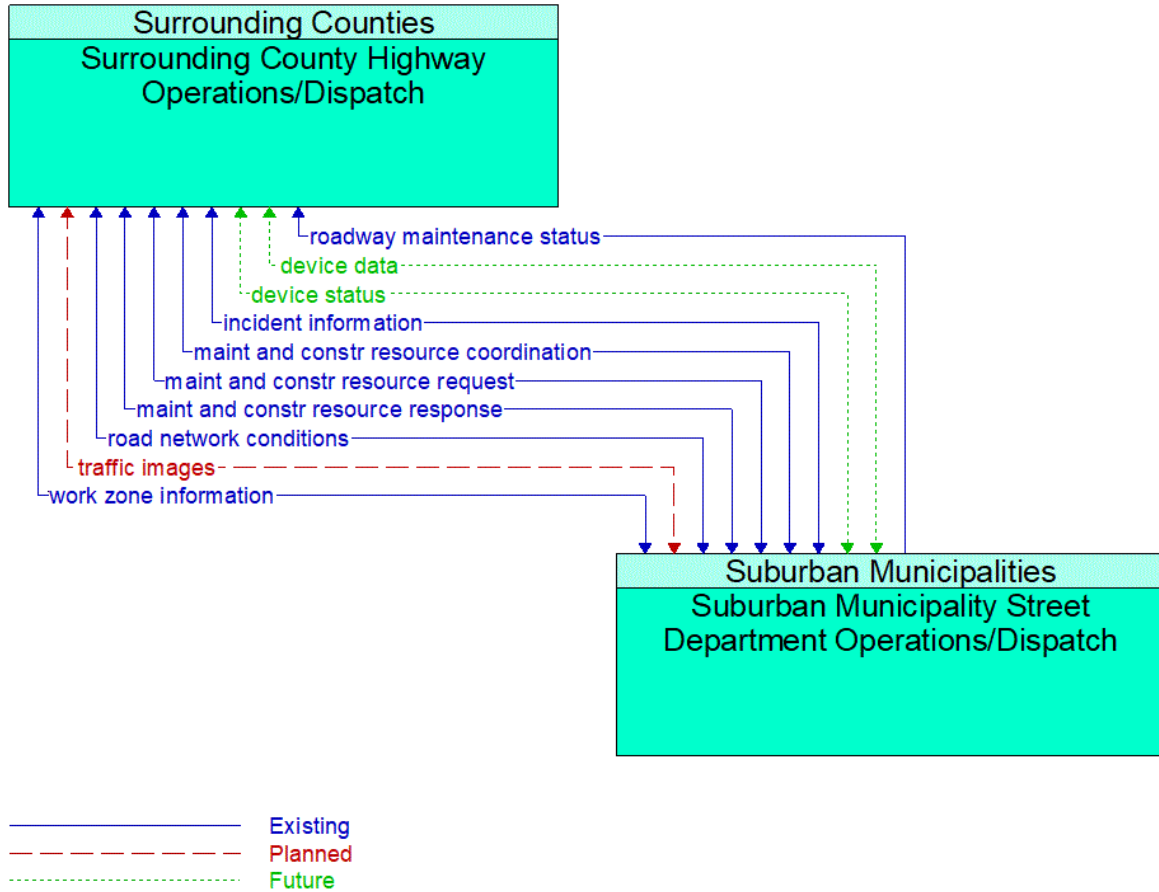 Surrounding Counties
Surrounding County Highway
Operations/Dispatch
roadway maintenance status
device data
device status
incident information
maint and constr resource coordination
maint and constr resource request
maint and constr resource response
road network conditions
traffic images
work zone information
Suburban Municipalities
Suburban Municipality Street
Department Operations/Dispatch
Existing
Planned
Future